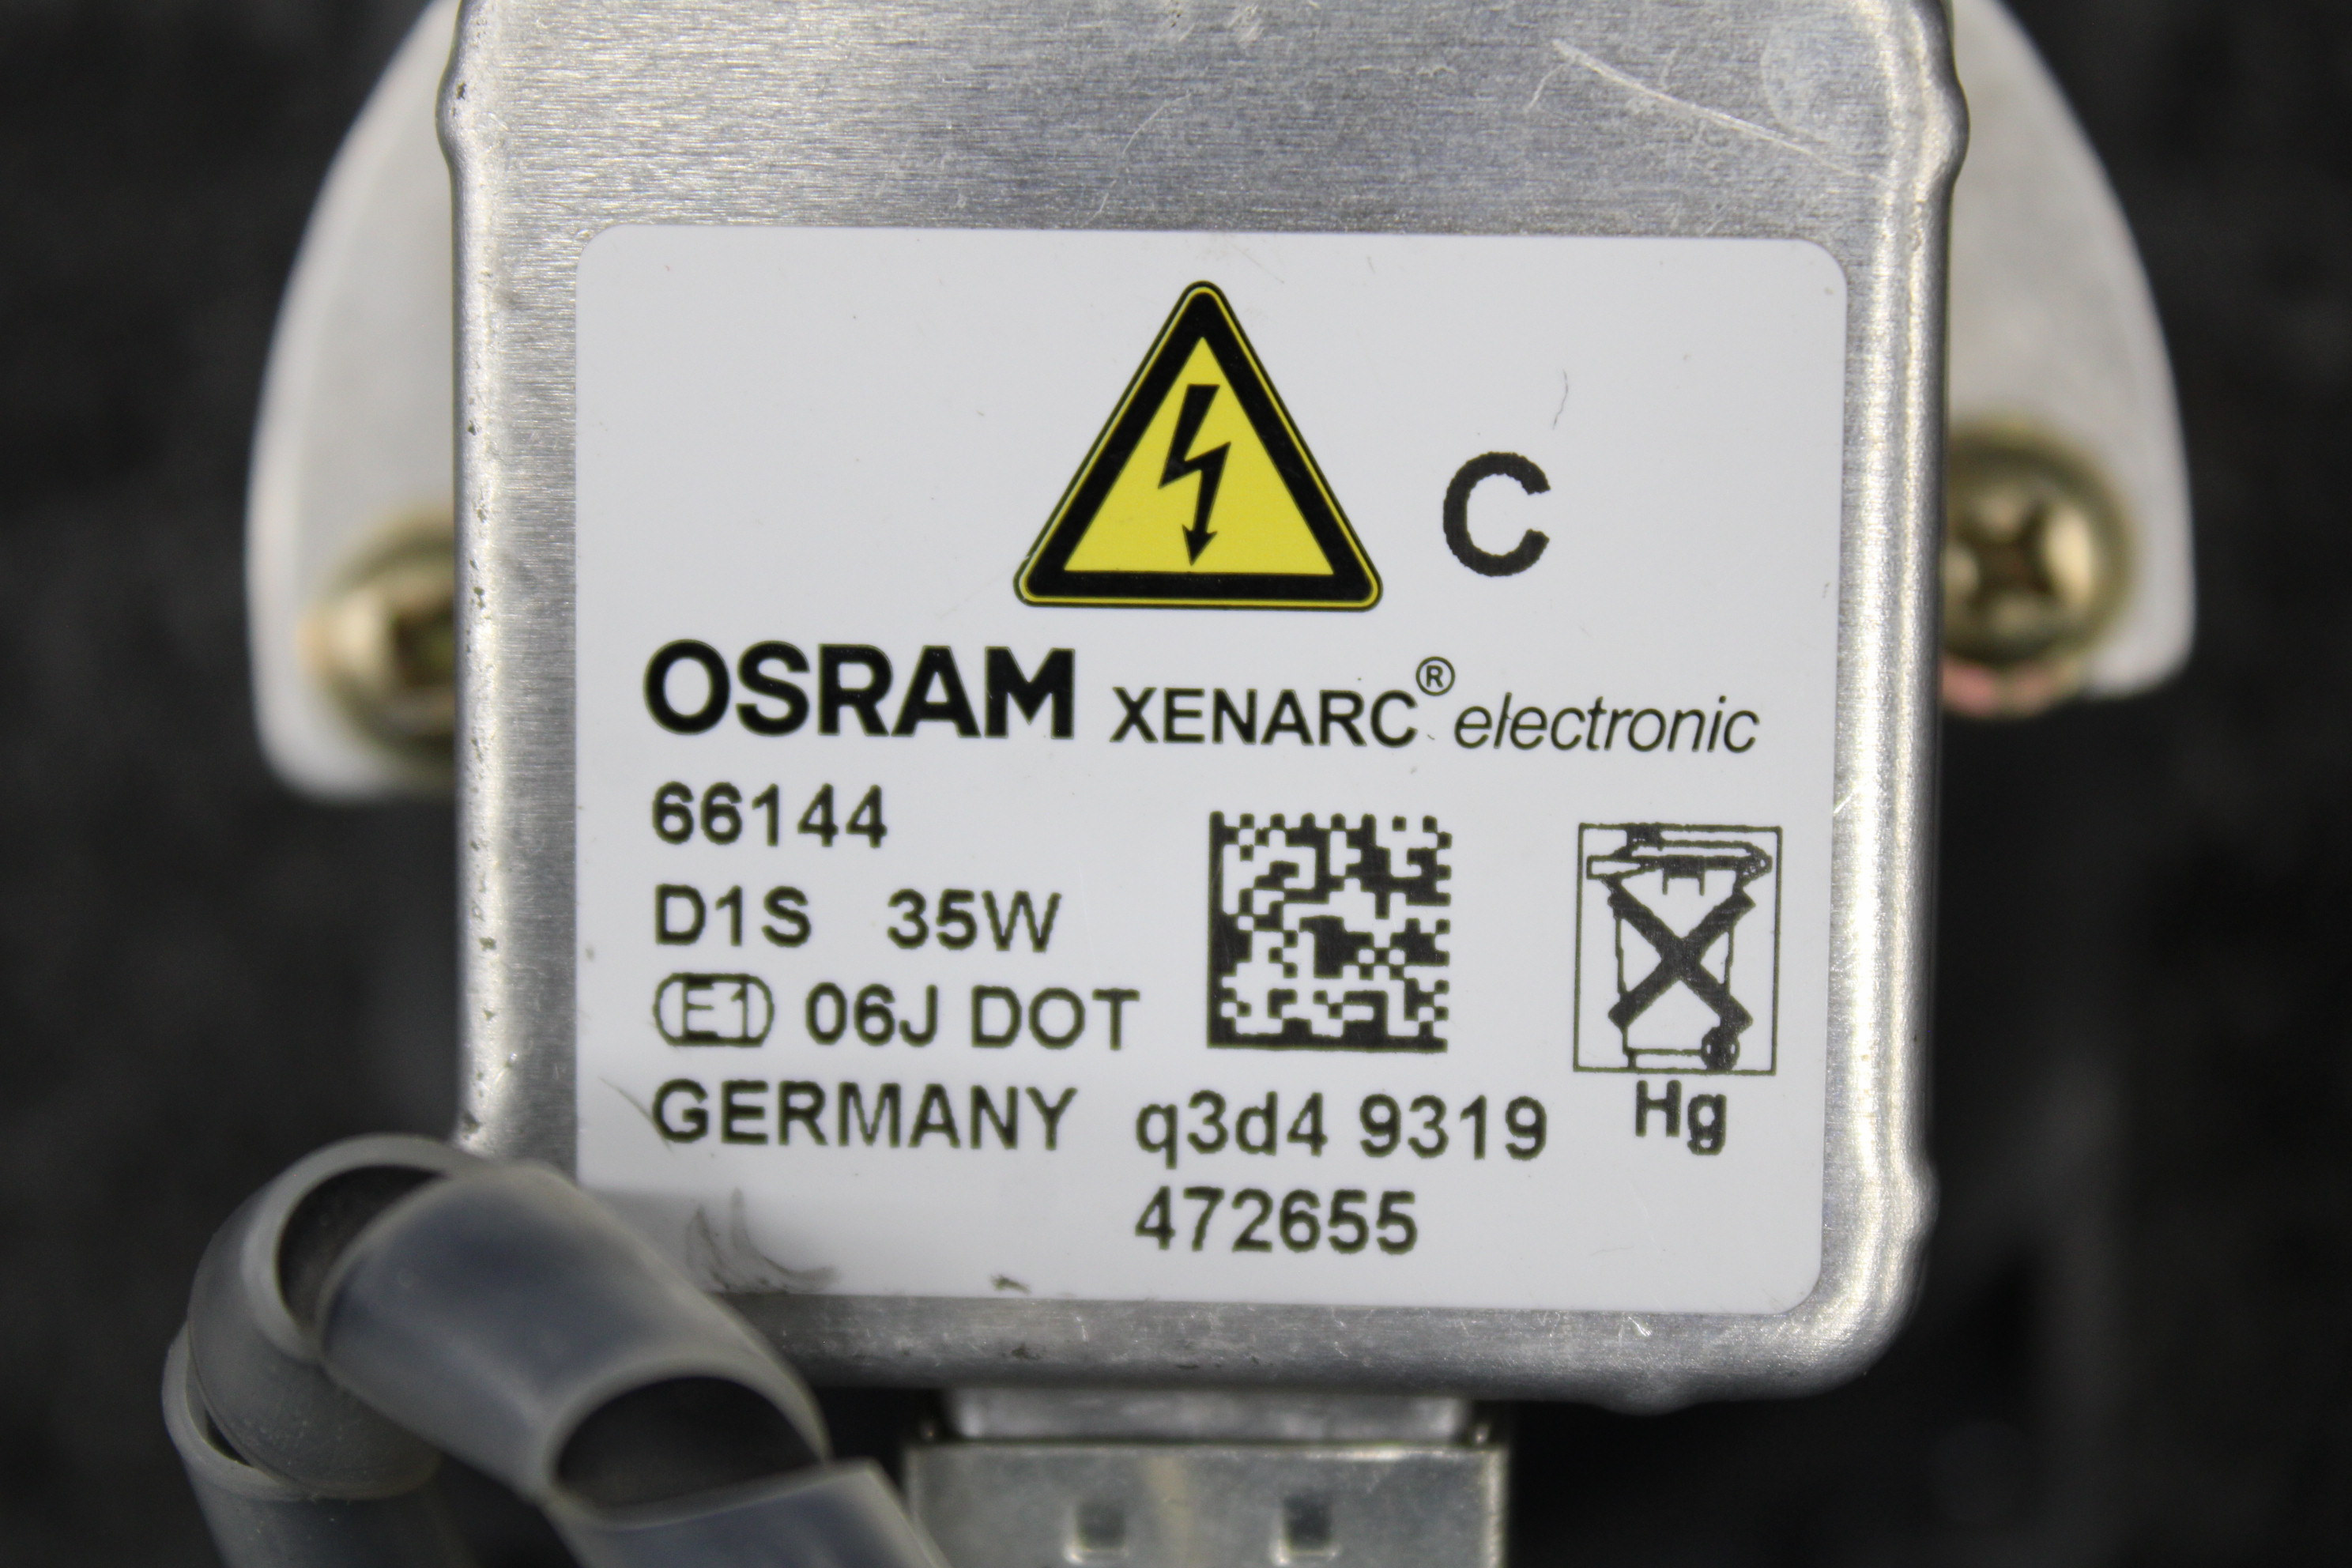 C
OSRAM XENARC® electronic
66144
D1S 35W
E1 06J DOT
GERMANY q3d4 9319
Hg
472655